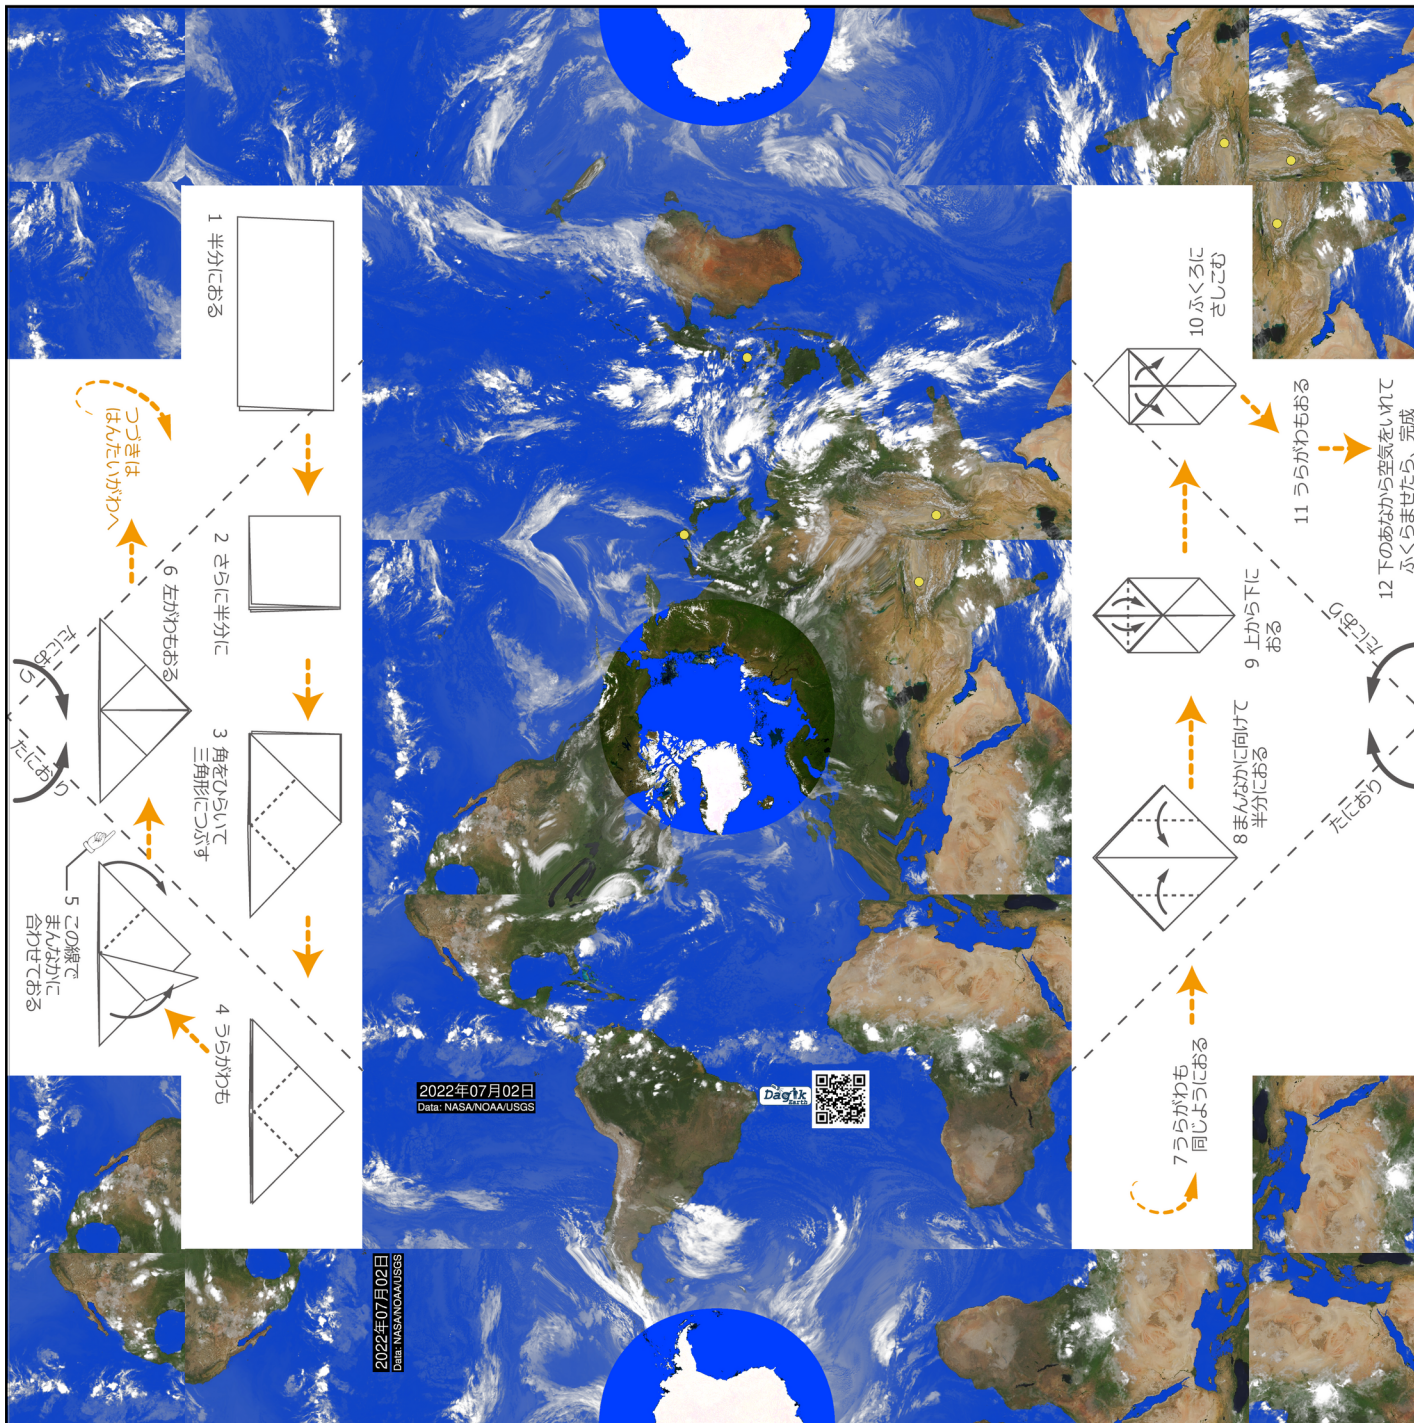 1 半分におる
2 さらに半分に
3 角をひらいて
三角形につぶす
4 うらがわも
5 この線で
まんなかに
合わせておる
6 左がわもおる
つづきは
はんたいがわへ
たにおり
たにおり
7 うらがわも
同じようにおる
8 まんなかに向けて
半分におる
9 上から下に
おる
10 ふくろに
さしこむ
11 うらがわもおる
12 下のあなから空気をいれて
ふくらませたら、完成
たにおり
たにおり
2022年07月02日
Data: NASA/NOAA/USGS
Dagik
Earth
2022年07月02日
Data: NASA/NOAA/USGS